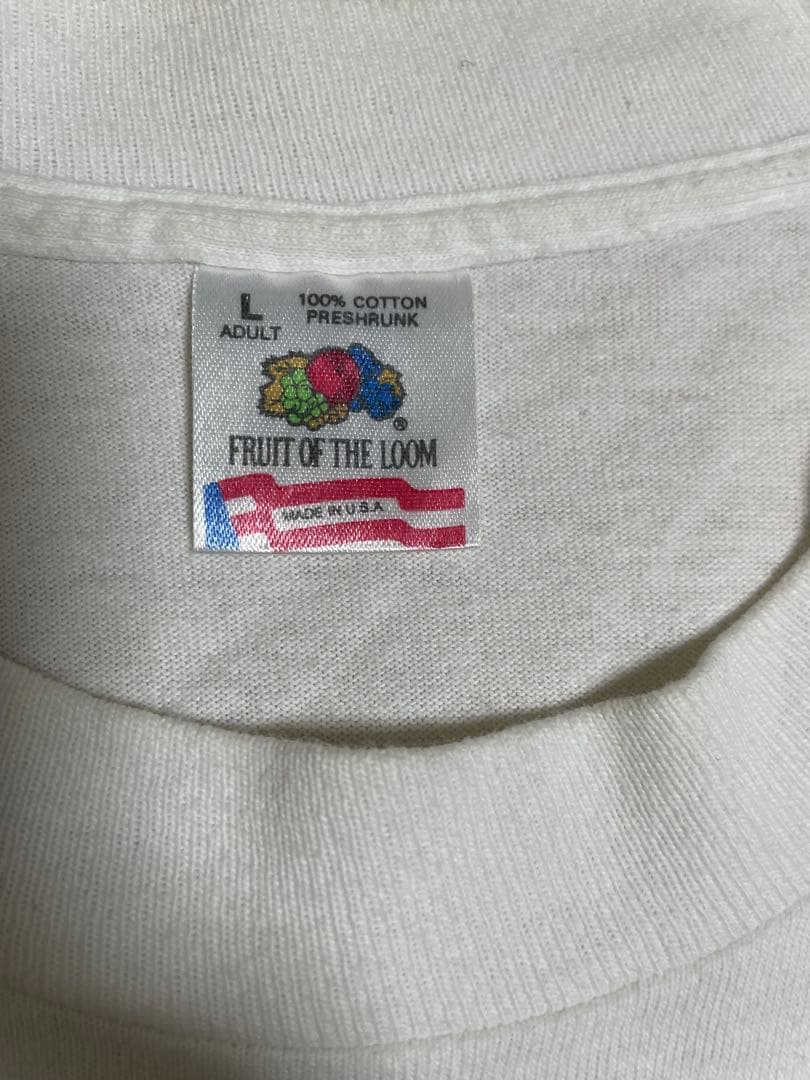 L 100% COTTON
ADULT PRESHRUNK
®
FRUIT OF THE LOOM
MADE IN U.S.A